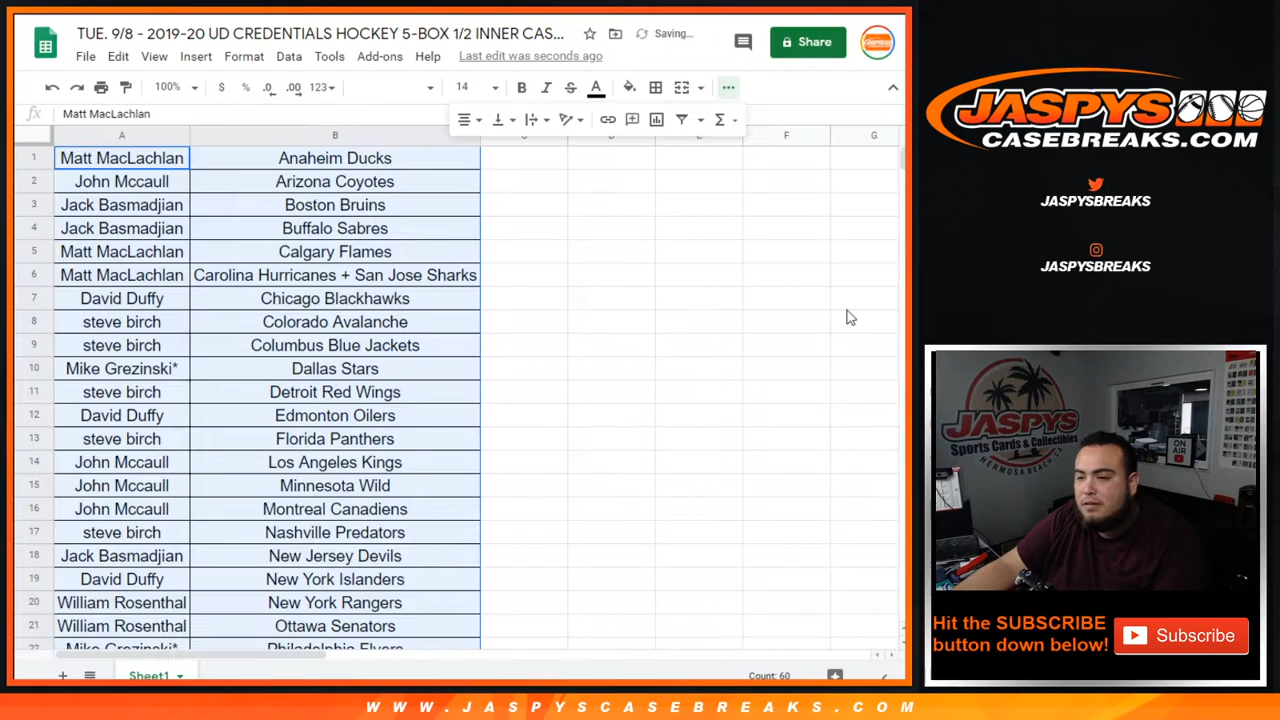 TUE. 9/8 - 2019-20 UD CREDENTIALS HOCKEY 5-BOX 1/2 INNER CAS...
Saving...
Share
File Edit View Insert Format Data Tools Add-ons Help Last edit was seconds ago
100% $ % .0 .00 123 14 B I S A
fx Matt MacLachlan
A B F G
1 Matt MacLachlan Anaheim Ducks
2 John Mccaull Arizona Coyotes
3 Jack Basmadjian Boston Bruins
4 Jack Basmadjian Buffalo Sabres
5 Matt MacLachlan Calgary Flames
6 Matt MacLachlan Carolina Hurricanes + San Jose Sharks
7 David Duffy Chicago Blackhawks
8 steve birch Colorado Avalanche
9 steve birch Columbus Blue Jackets
10 Mike Grezinski* Dallas Stars
11 steve birch Detroit Red Wings
12 David Duffy Edmonton Oilers
13 steve birch Florida Panthers
14 John Mccaull Los Angeles Kings
15 John Mccaull Minnesota Wild
16 John Mccaull Montreal Canadiens
17 steve birch Nashville Predators
18 Jack Basmadjian New Jersey Devils
19 David Duffy New York Islanders
20 William Rosenthal New York Rangers
21 William Rosenthal Ottawa Senators
22 Mike Grezinski* Philadelphia Flyers
Sheet1 Count: 60
JASPYS
CASEBREAKS.COM
JASPYSBREAKS
JASPYSBREAKS
JASPYS
Sports Cards & Collectibles
HERMOSA BEACH CA
ON AIR
Hit the SUBSCRIBE
button down below!
Subscribe
WWW.JASPYSCASEBREAKS.COM